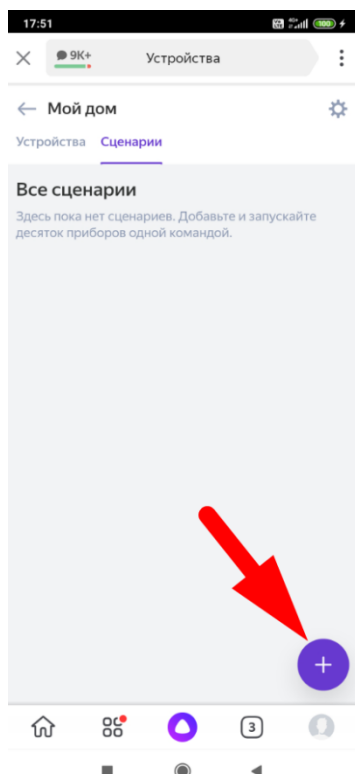 17:51
100
9K+
Устройства
Мой дом
Устройства Сценарии
Все сценарии
Здесь пока нет сценариев. Добавьте и запускайте
десяток приборов одной командой.
3